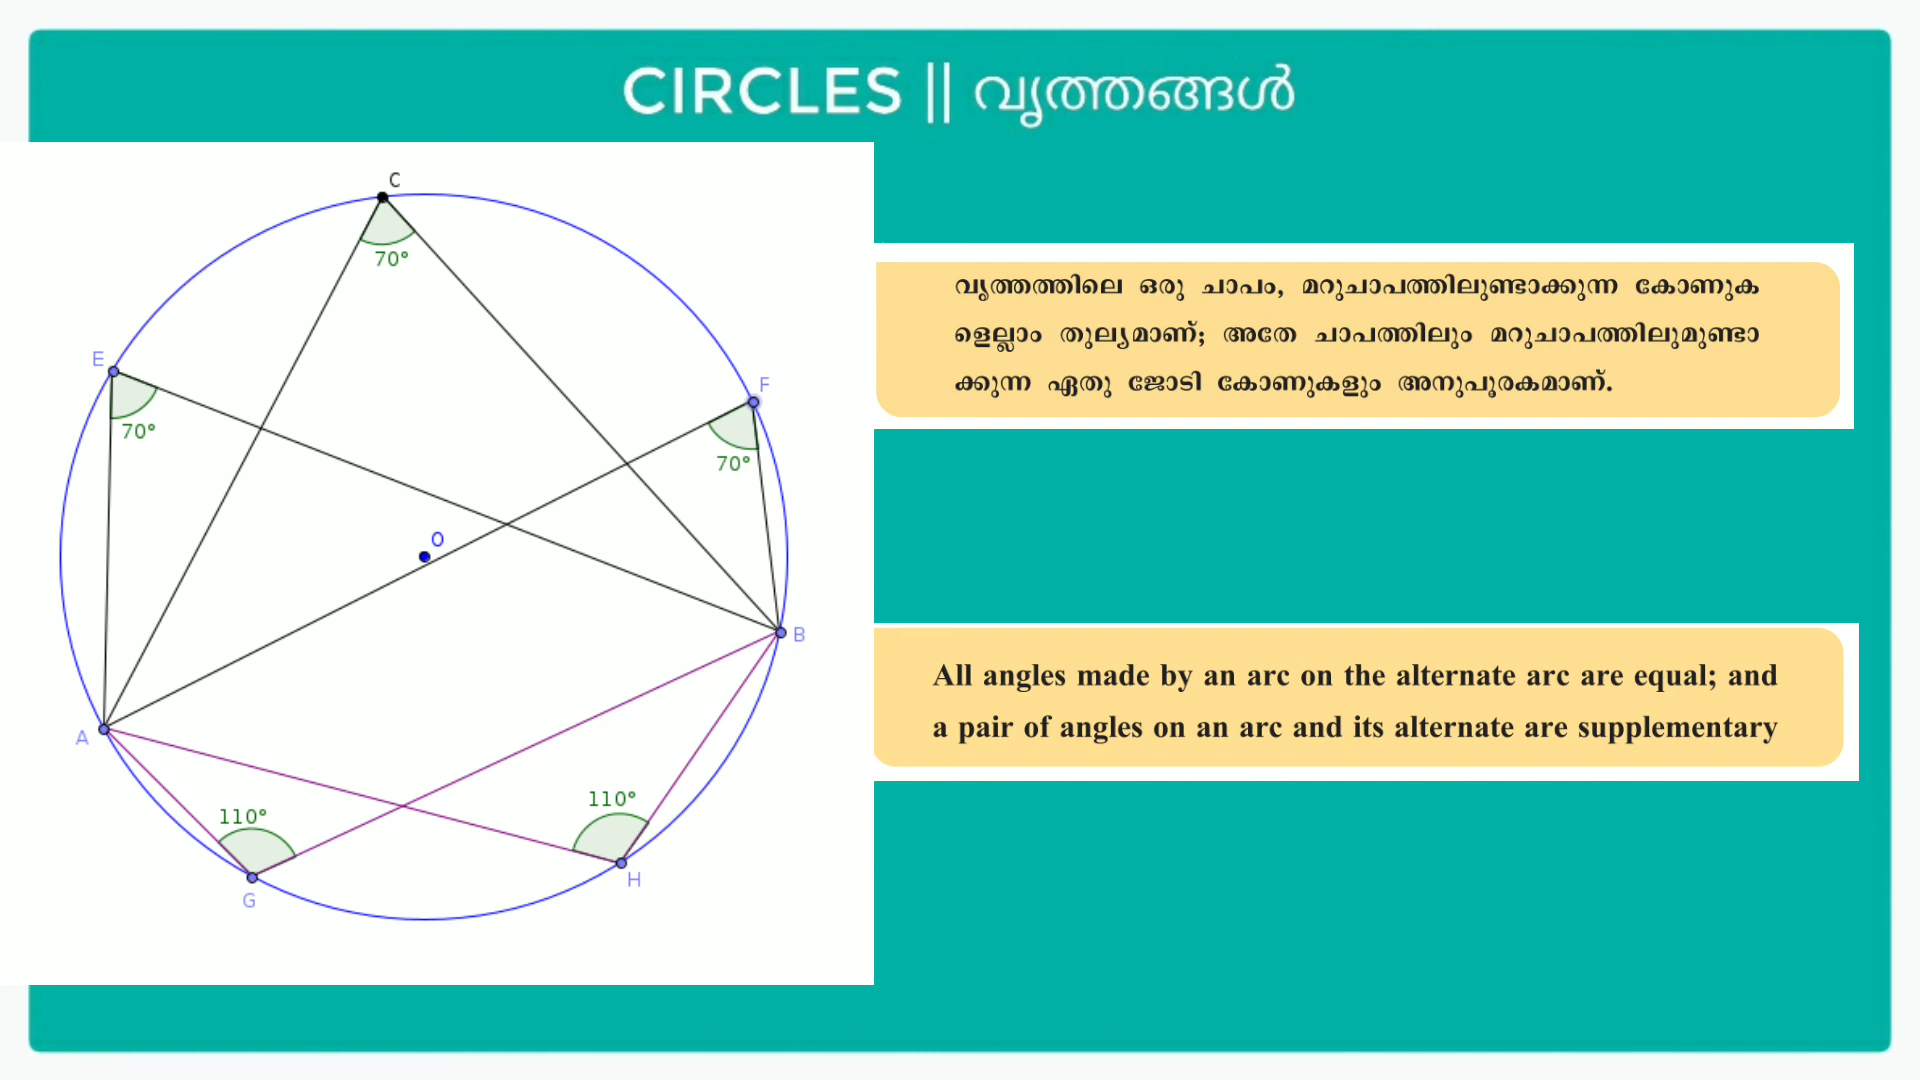 CIRCLES || വൃത്തങ്ങൾ
C
70°
E
70°
F
70°
O
B
A
110°
110°
G
H
വൃത്തത്തിലെ ഒരു ചാപം, മറുചാപത്തിലുണ്ടാക്കുന്ന കോണുക
ളെല്ലാം തുല്യമാണ്; അതേ ചാപത്തിലും മറുചാപത്തിലുമുണ്ടാ
ക്കുന്ന ഏതു ജോടി കോണുകളും അനുപൂരകമാണ്.
All angles made by an arc on the alternate arc are equal; and
a pair of angles on an arc and its alternate are supplementary